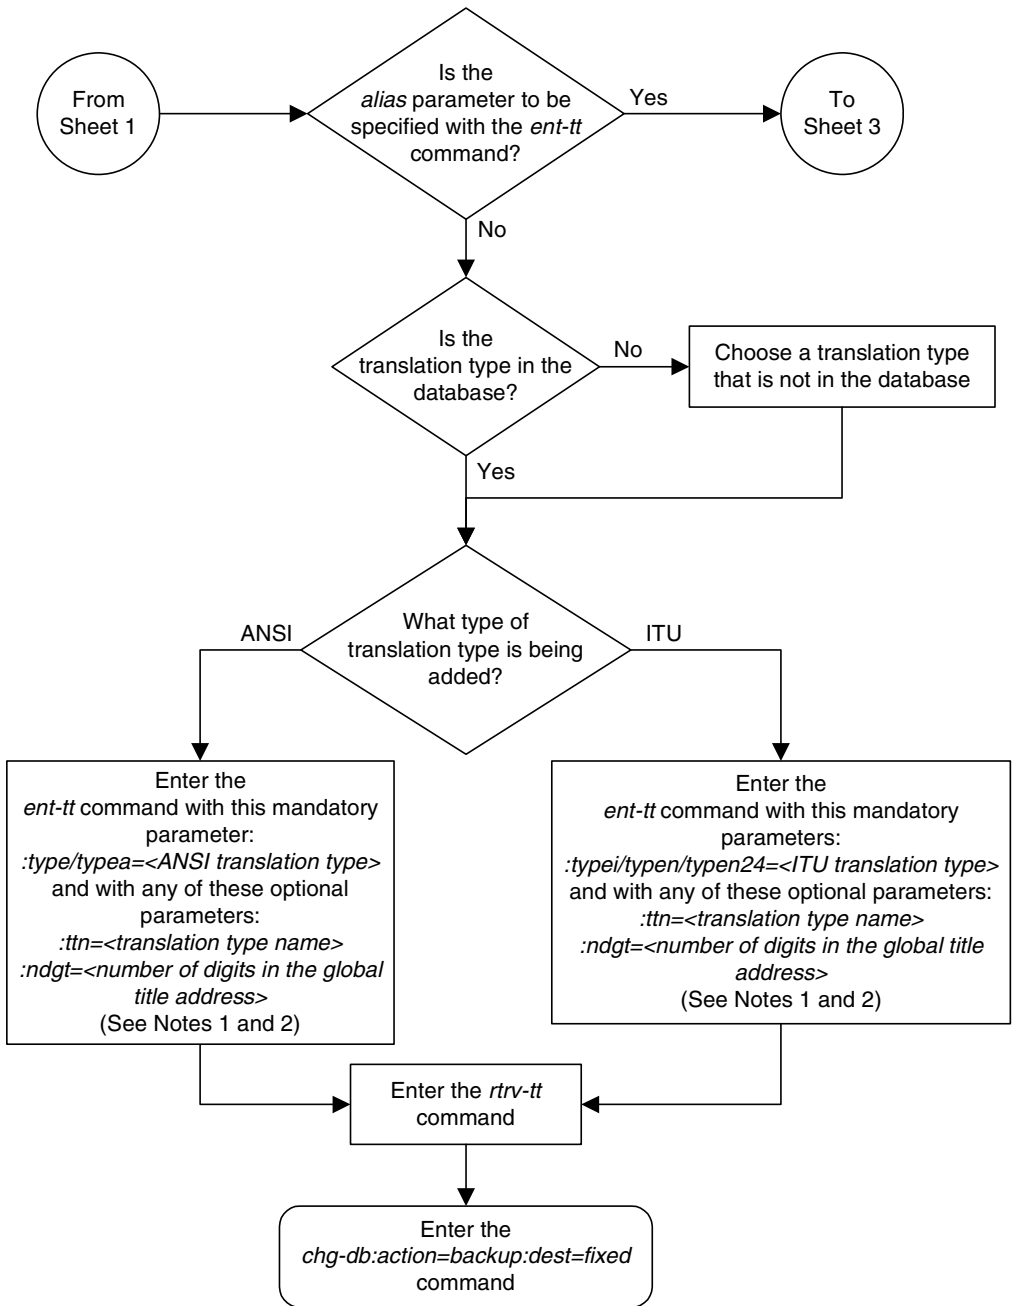 From
Sheet 1
Is the
alias parameter to be
specified with the ent-tt
command?
Yes
To
Sheet 3
No
Is the
translation type in the
database?
No
Choose a translation type
that is not in the database
Yes
What type of
translation type is being
added?
ANSI
ITU
Enter the
ent-tt command with this mandatory
parameter:
:type/typea=<ANSI translation type>
and with any of these optional
parameters:
:ttn=<translation type name>
:ndgt=<number of digits in the global
title address>
(See Notes 1 and 2)
Enter the
ent-tt command with this mandatory
parameters:
:typei/typen/typen24=<ITU translation type>
and with any of these optional parameters:
:ttn=<translation type name>
:ndgt=<number of digits in the global title
address>
(See Notes 1 and 2)
Enter the rtrv-tt
command
Enter the
chg-db:action=backup:dest=fixed
command